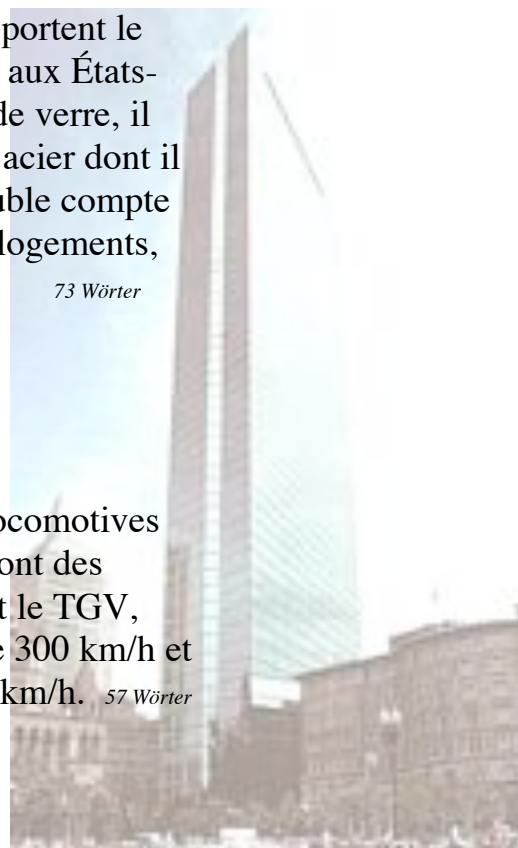 portent le
aux États-
de verre, il
acier dont il
ble compte
logements,
73 Wörter
ocomotives
ont des
t le TGV,
e 300 km/h et
km/h. 57 Wörter